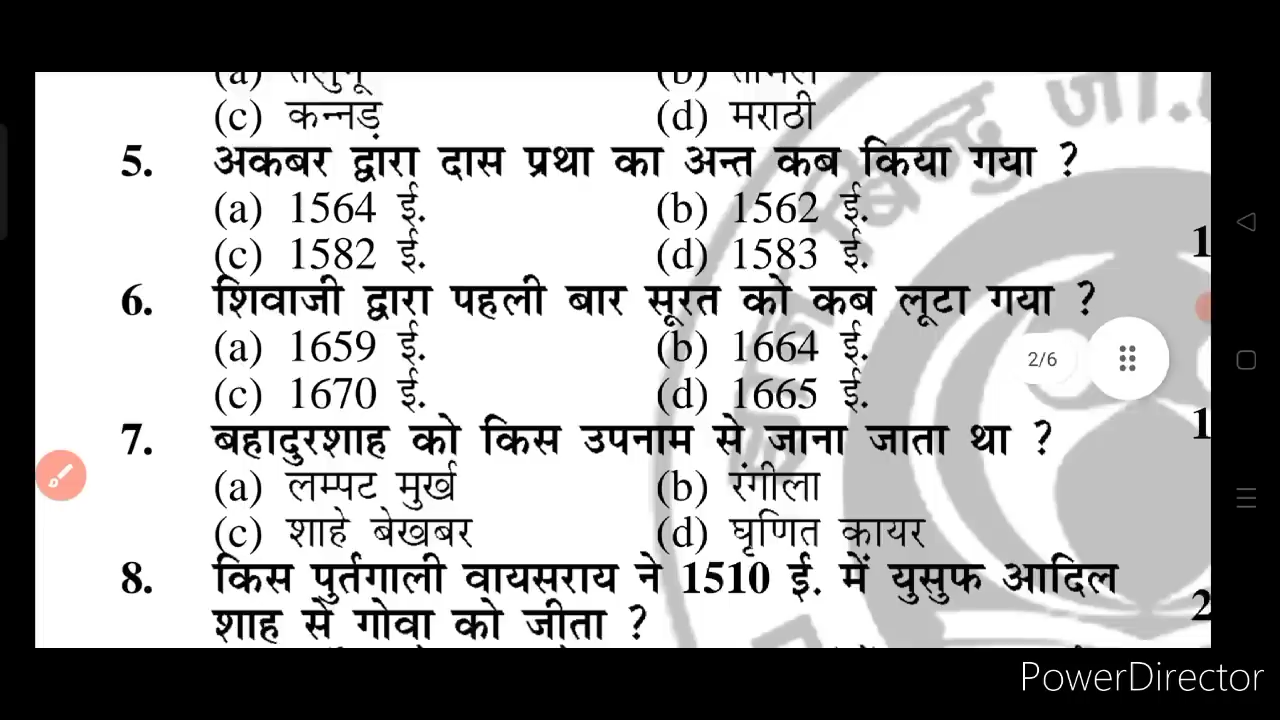 (a) तेलुगू (b) तमिल
(c) कन्नड़ (d) मराठी
5. अकबर द्वारा दास प्रथा का अन्त कब किया गया ?
(a) 1564 ई. (b) 1562 ई.
(c) 1582 ई. (d) 1583 ई.
6. शिवाजी द्वारा पहली बार सूरत को कब लूटा गया ?
(a) 1659 ई. (b) 1664 ई.
(c) 1670 ई. (d) 1665 ई.
2/6
7. बहादुरशाह को किस उपनाम से जाना जाता था ?
(a) लम्पट मुर्ख (b) रंगीला
(c) शाहे बेखबर (d) घृणित कायर
8. किस पुर्तगाली वायसराय ने 1510 ई. में युसुफ आदिल
शाह से गोवा को जीता ?
PowerDirector